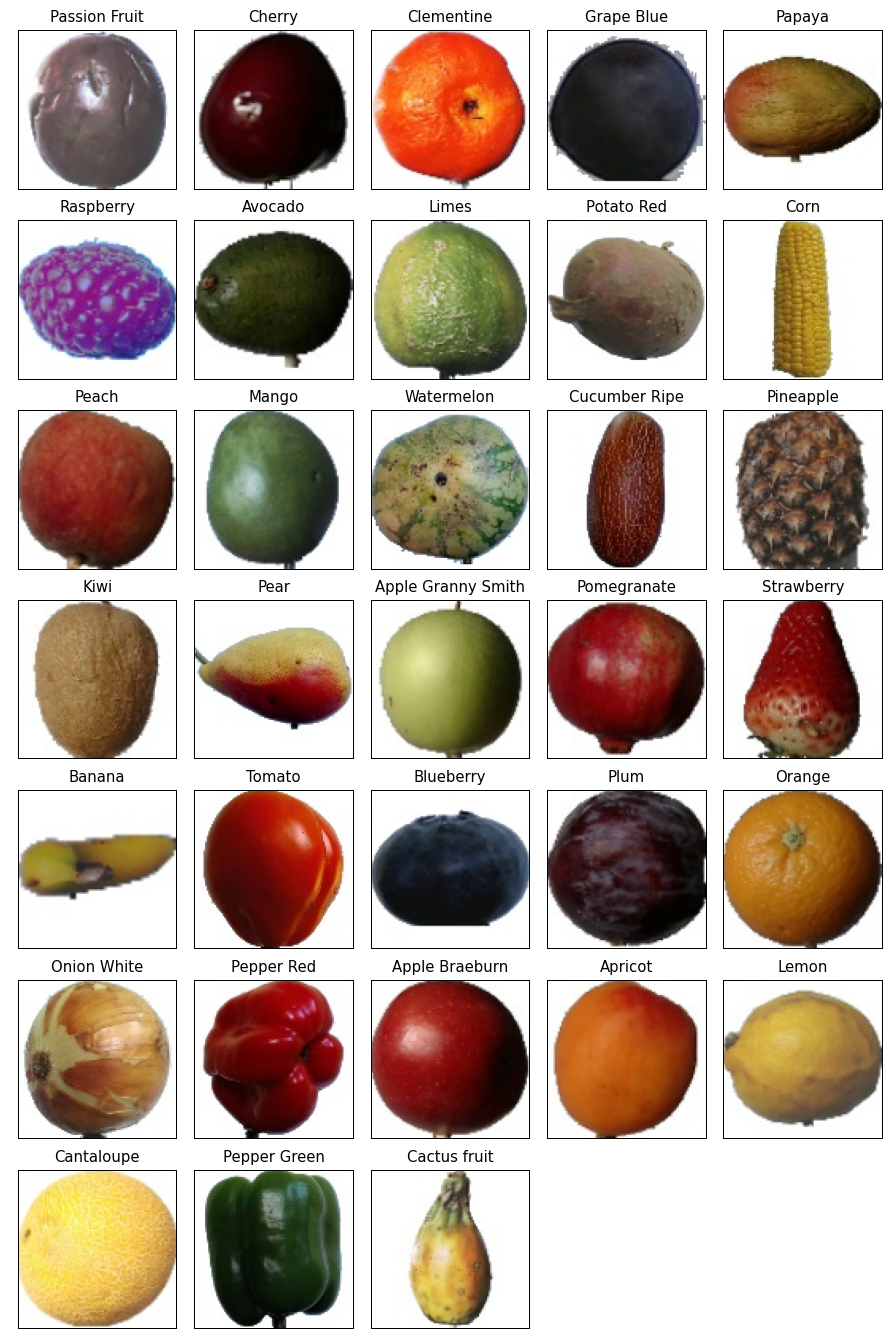 Passion Fruit
Cherry
Clementine
Grape Blue
Papaya
Raspberry
Avocado
Limes
Potato Red
Corn
Peach
Mango
Watermelon
Cucumber Ripe
Pineapple
Kiwi
Pear
Apple Granny Smith
Pomegranate
Strawberry
Banana
Tomato
Blueberry
Plum
Orange
Onion White
Pepper Red
Apple Braeburn
Apricot
Lemon
Cantaloupe
Pepper Green
Cactus fruit